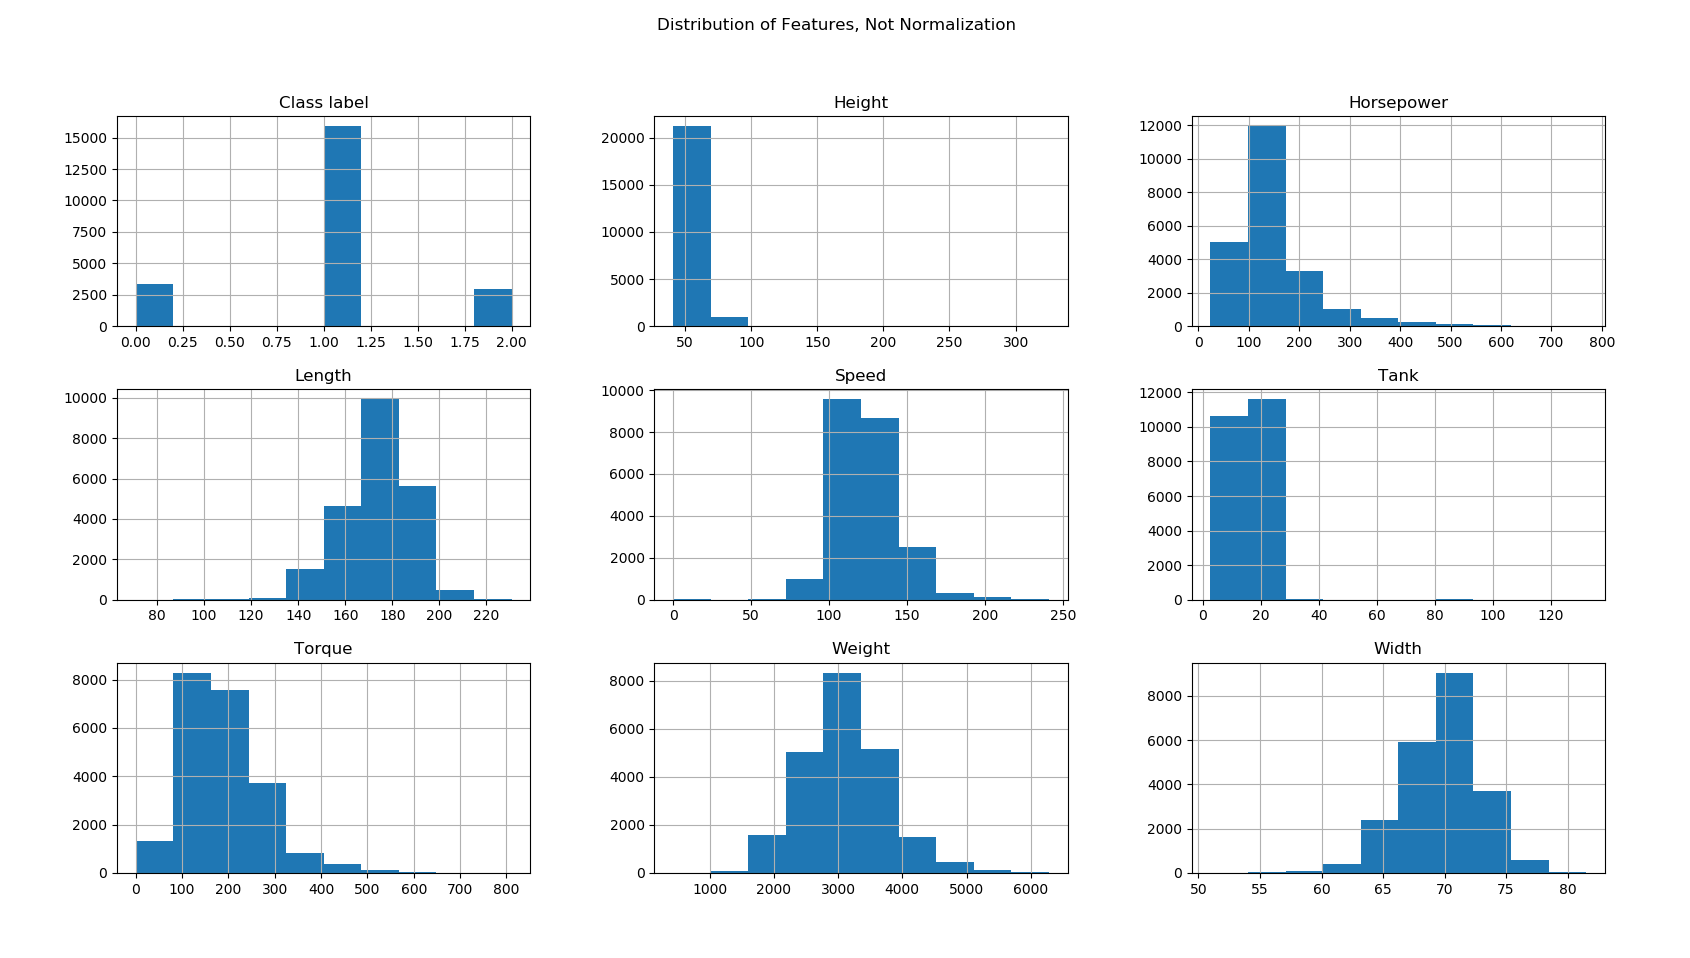 Distribution of Features, Not Normalization
Class label
15000
12500
10000
7500
5000
2500
0
0.00 0.25 0.50 0.75 1.00 1.25 1.50 1.75 2.00
Height
20000
15000
10000
5000
0
50 100 150 200 250 300
Horsepower
12000
10000
8000
6000
4000
2000
0
0 100 200 300 400 500 600 700 800
Length
10000
8000
6000
4000
2000
0
80 100 120 140 160 180 200 220
Speed
10000
8000
6000
4000
2000
0
0 50 100 150 200 250
Tank
12000
10000
8000
6000
4000
2000
0
0 20 40 60 80 100 120
Torque
8000
6000
4000
2000
0
0 100 200 300 400 500 600 700 800
Weight
8000
6000
4000
2000
0
1000 2000 3000 4000 5000 6000
Width
8000
6000
4000
2000
0
50 55 60 65 70 75 80